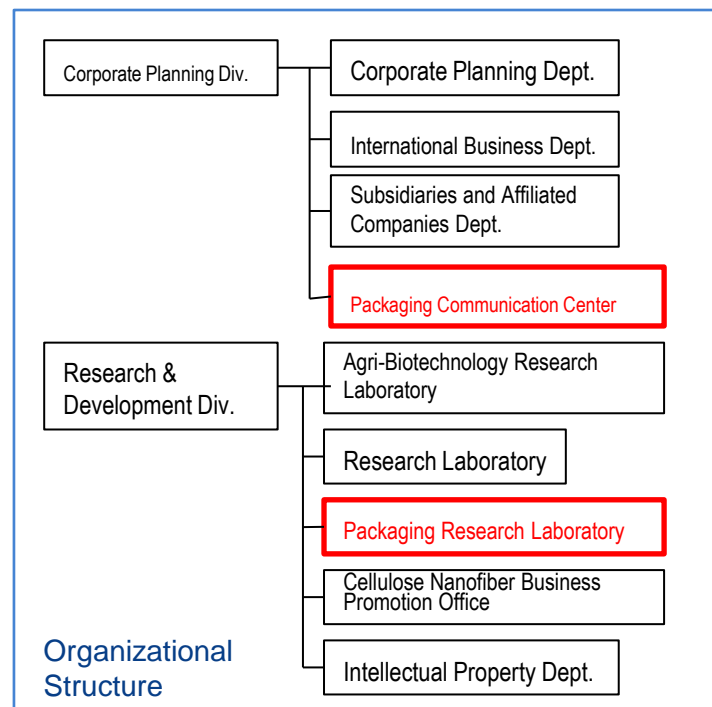 Corporate Planning Div.
Corporate Planning Dept.
International Business Dept.
Subsidiaries and Affiliated
Companies Dept.
Packaging Communication Center
Research &
Development Div.
Agri-Biotechnology Research
Laboratory
Research Laboratory
Packaging Research Laboratory
Cellulose Nanofiber Business
Promotion Office
Intellectual Property Dept.
Organizational
Structure